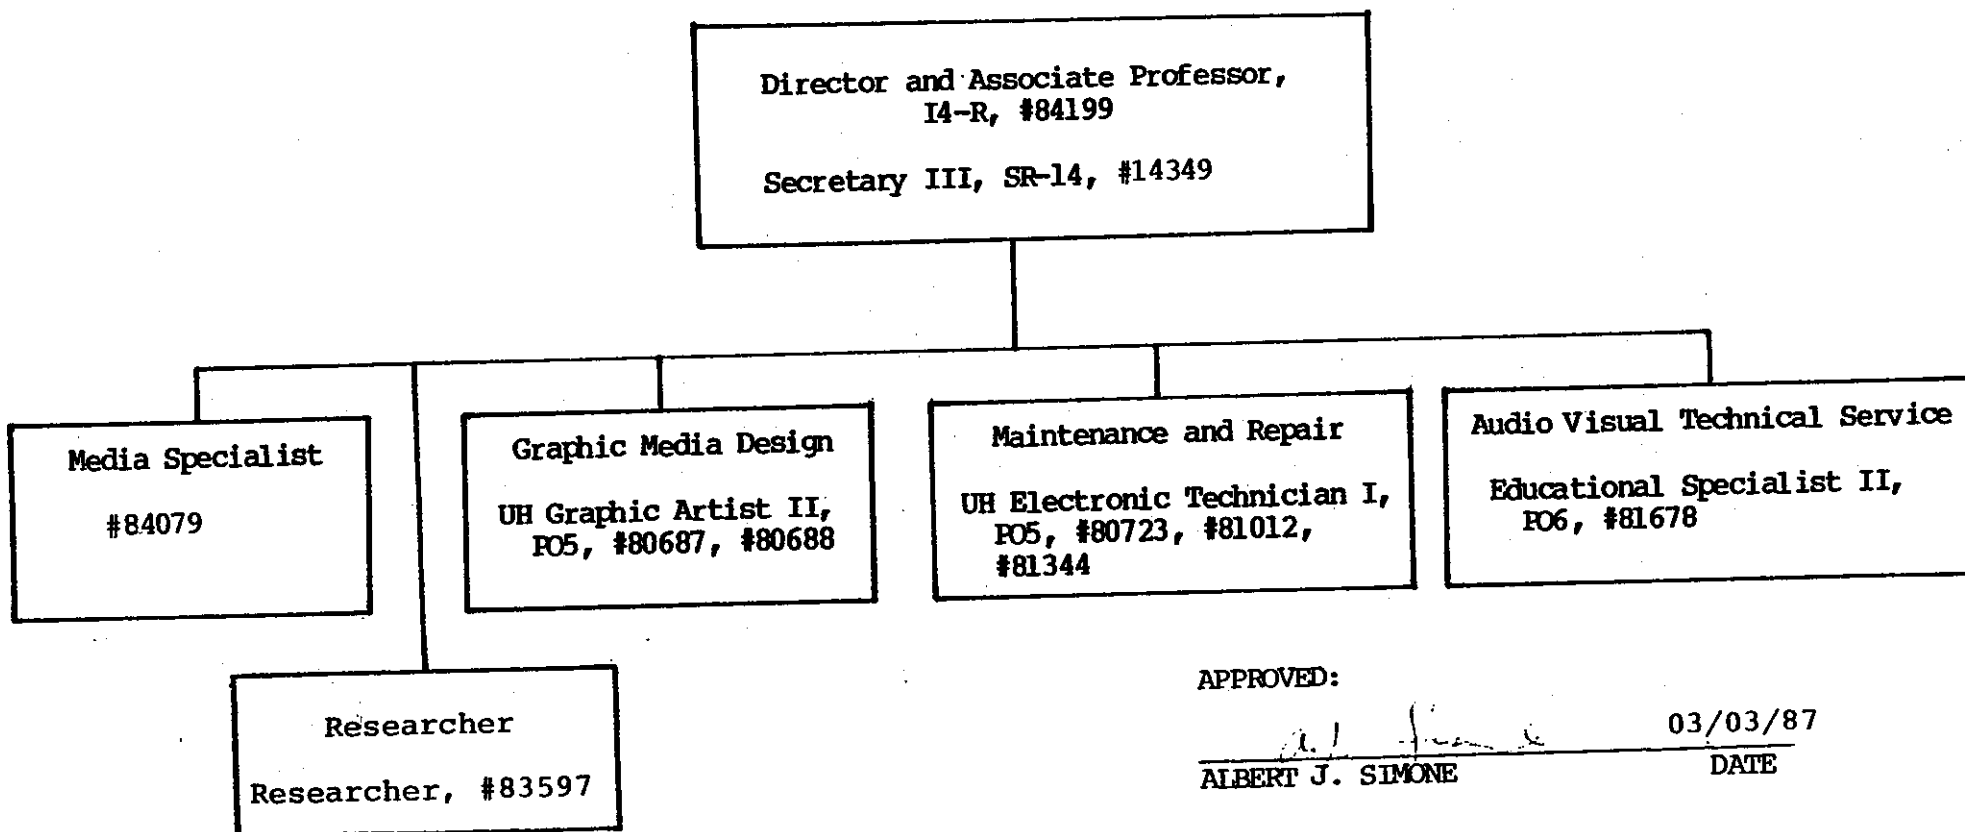 Director and Associate Professor,
I4-R, #84199
Secretary III, SR-14, #14349
Media Specialist
#84079
Graphic Media Design
UH Graphic Artist II,
PO5, #80687, #80688
Maintenance and Repair
UH Electronic Technician I,
PO5, #80723, #81012,
#81344
Audio Visual Technical Service
Educational Specialist II,
PO6, #81678
Researcher
Researcher, #83597
APPROVED:
03/03/87
ALBERT J. SIMONE DATE